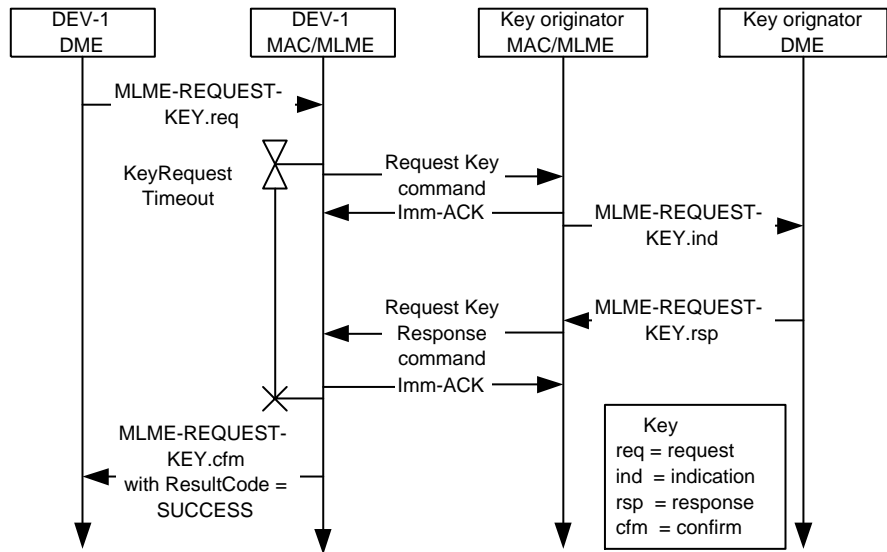 DEV-1
DME
DEV-1
MAC/MLME
Key originator
MAC/MLME
Key orignator
DME
MLME-REQUEST-
KEY.req
KeyRequest
Timeout
Request Key
command
Imm-ACK
MLME-REQUEST-
KEY.ind
Request Key
Response
command
MLME-REQUEST-
KEY.rsp
Imm-ACK
MLME-REQUEST-
KEY.cfm
with ResultCode =
SUCCESS
Key
req = request
ind = indication
rsp = response
cfm = confirm